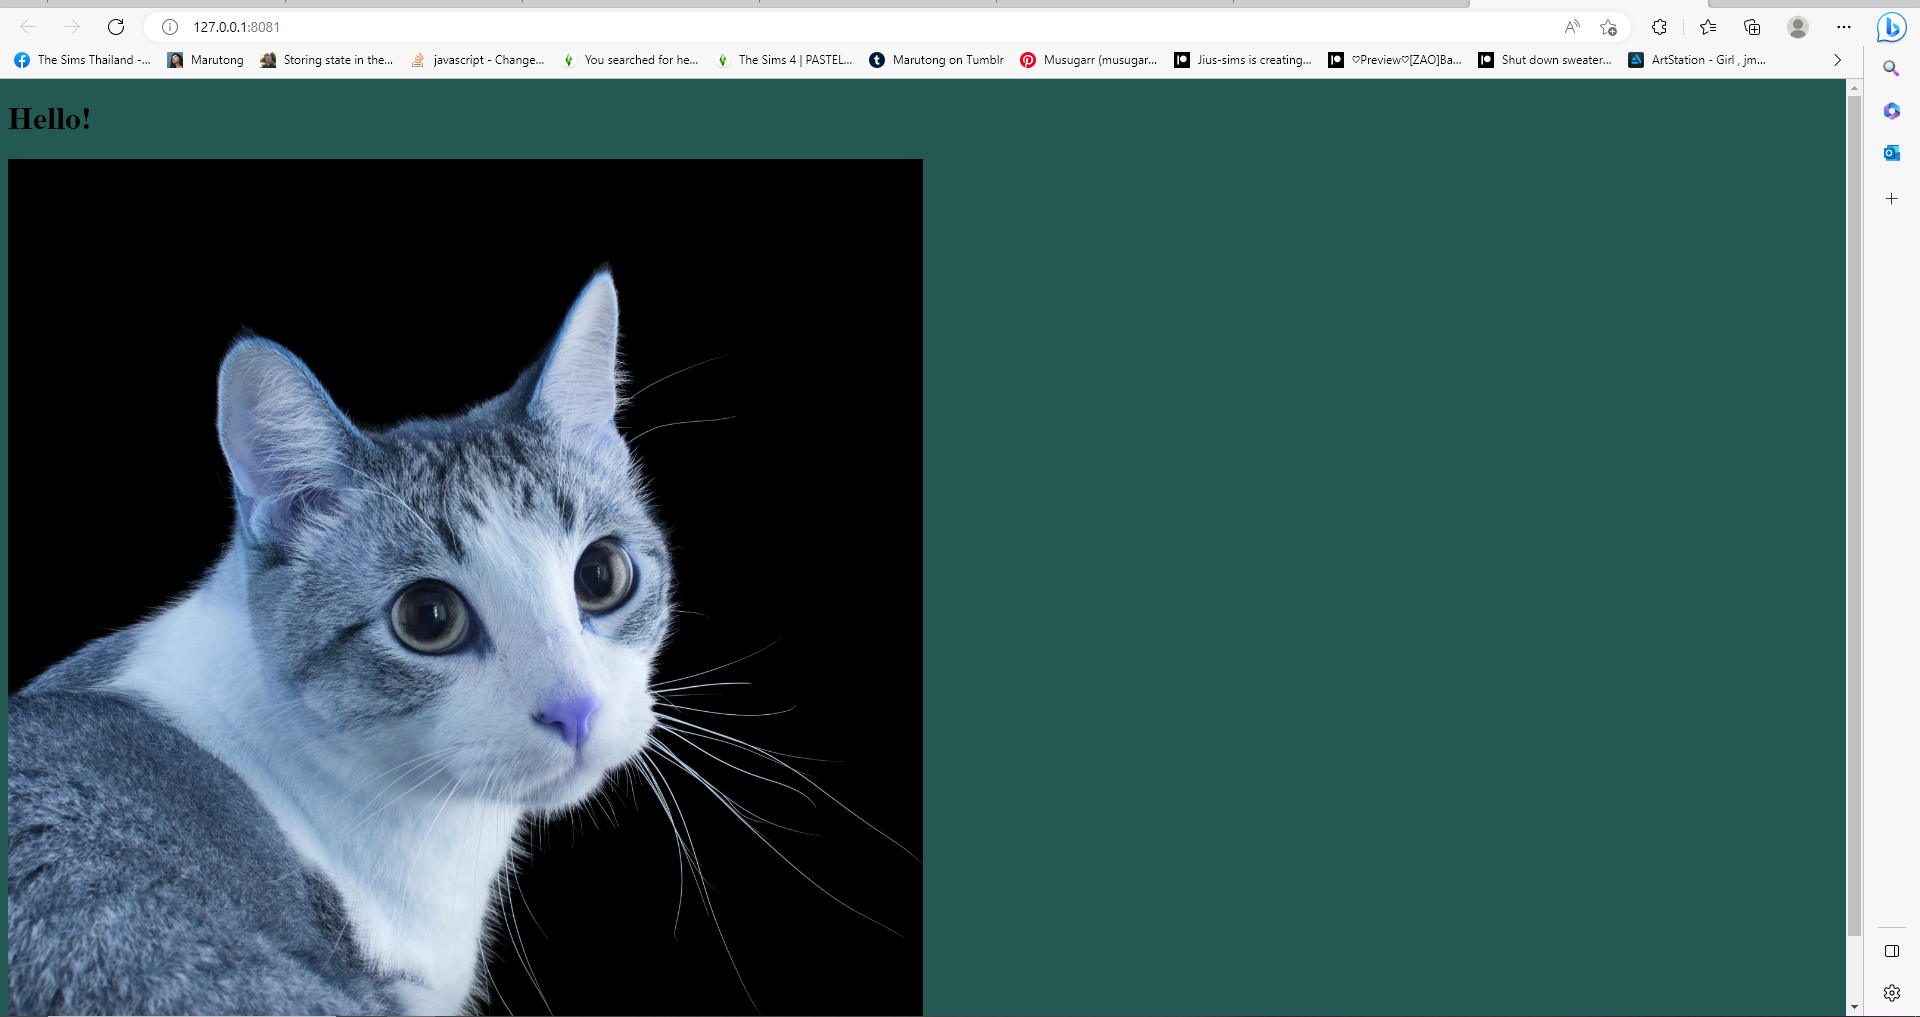 127.0.0.1:8081
The Sims Thailand -...
Marutong
Storing state in the...
javascript - Change...
You searched for he...
The Sims 4 | PASTEL...
Marutong on Tumblr
Musugarr (musugar...
Jius-sims is creating...
♡Preview♡[ZAO]Ba...
Shut down sweater...
ArtStation - Girl , jm...
Hello!